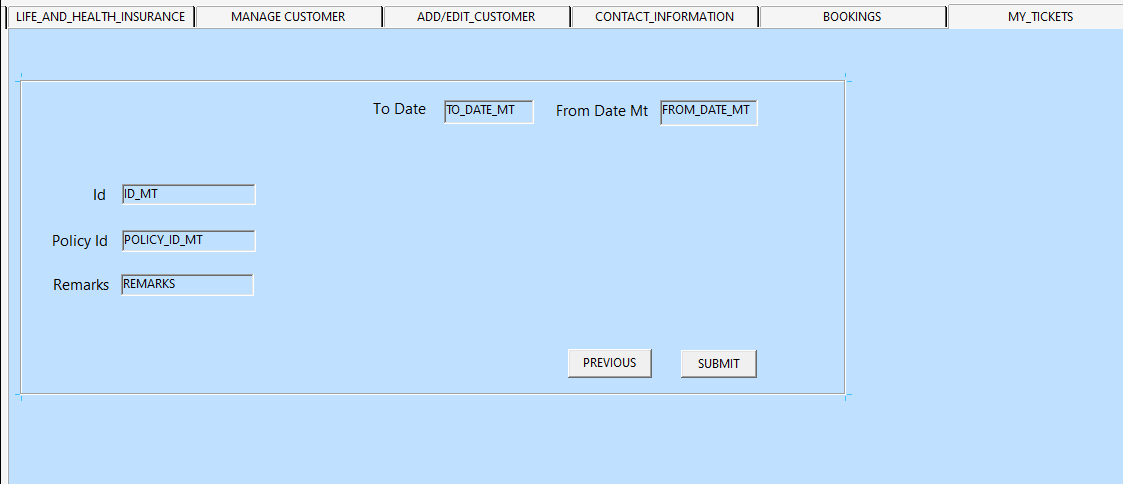 LIFE_AND_HEALTH_INSURANCE MANAGE CUSTOMER ADD/EDIT_CUSTOMER CONTACT_INFORMATION BOOKINGS MY_TICKETS
To Date TO_DATE_MT From Date Mt FROM_DATE_MT
Id ID_MT
Policy Id POLICY_ID_MT
Remarks REMARKS
PREVIOUS SUBMIT